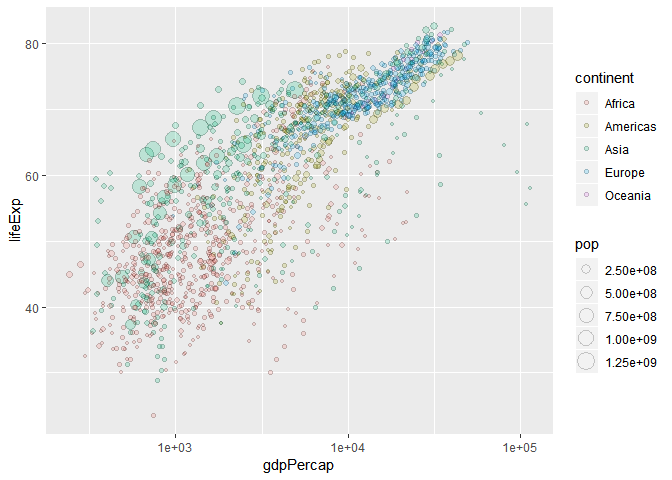 80
60
40
lifeExp
1e+03
1e+04
1e+05
gdpPercap
continent
Africa
Americas
Asia
Europe
Oceania
pop
2.50e+08
5.00e+08
7.50e+08
1.00e+09
1.25e+09